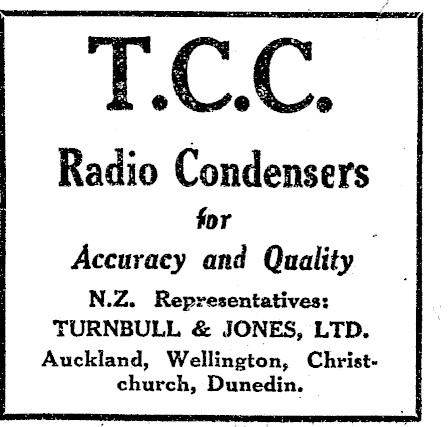 T.C.C.
Radio Condensers
for
Accuracy and Quality
N.Z. Representatives:
TURNBULL & JONES, LTD.
Auckland, Wellington, Christ-
church, Dunedin.